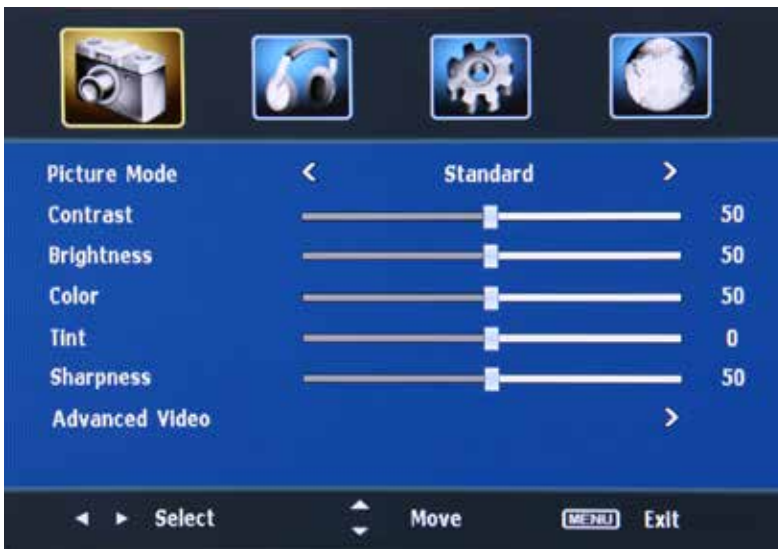 Picture Mode < Standard >
Contrast 50
Brightness 50
Color 50
Tint 0
Sharpness 50
Advanced Video >
◄ ► Select Move MENU Exit